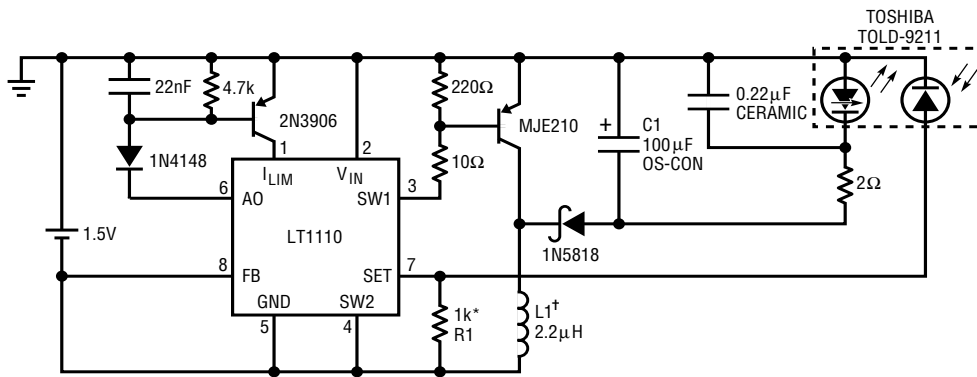 TOSHIBA
TOLD-9211
22nF
4.7k
2N3906
220Ω
MJE210
+
C1
100μF
OS-CON
0.22μF
CERAMIC
1N4148
1
2
10Ω
2Ω
I_LIM
V_IN
6
AO
SW1
3
1.5V
LT1110
1N5818
8
FB
SET
7
GND
SW2
5
4
1k*
R1
L1†
2.2μH